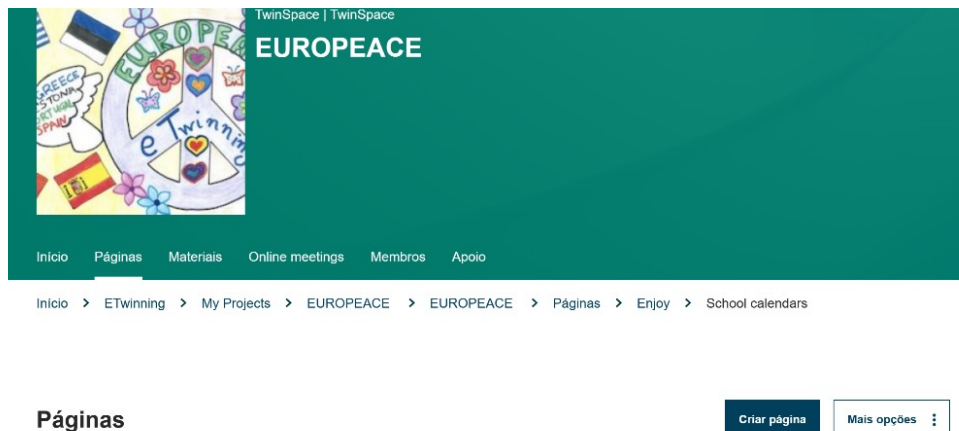 TwinSpace | TwinSpace
EUROPEACE
EUROPEA
GREECE
ESTONIA
PORTUGAL
SPAIN
eTwinning
Início Páginas Materiais Online meetings Membros Apoio
Início > ETwinning > My Projects > EUROPEACE > EUROPEACE > Páginas > Enjoy > School calendars
Páginas
Criar página
Mais opções